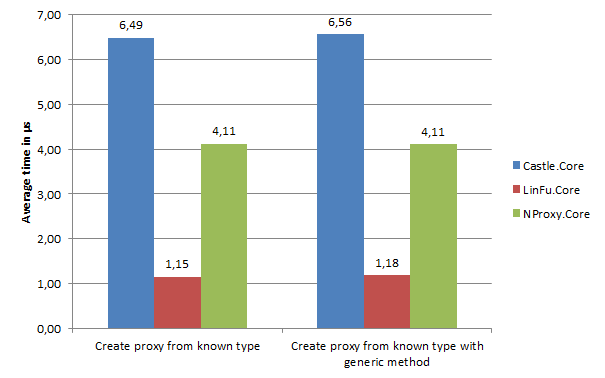 Average time in µs
7,00
6,00
5,00
4,00
3,00
2,00
1,00
0,00
6,49
1,15
4,11
6,56
1,18
4,11
Create proxy from known type
Create proxy from known type with
generic method
Castle.Core
LinFu.Core
NProxy.Core